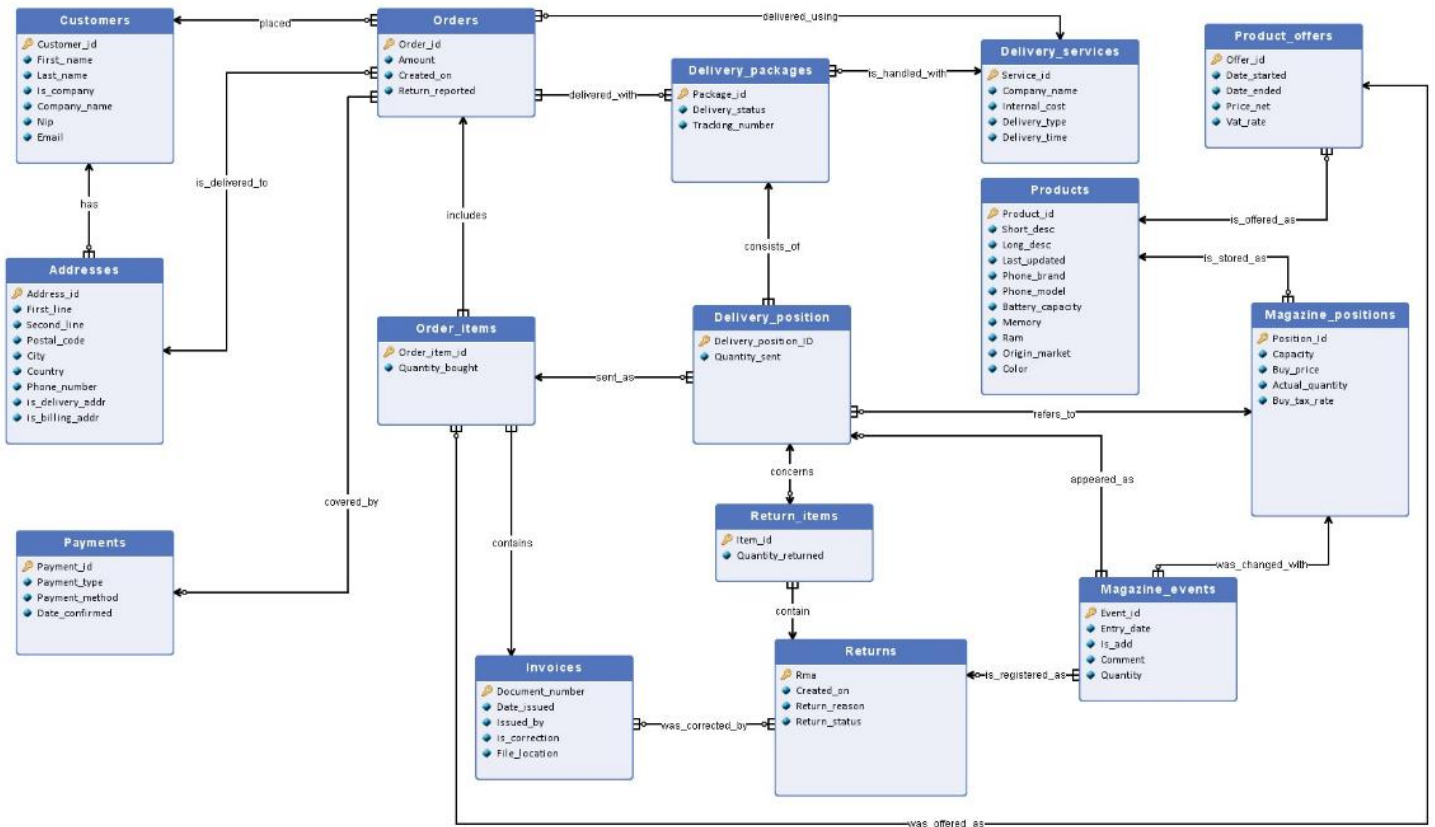 Customers
Customer_id
First_name
Last_name
Is_company
Company_name
Nip
Email
placed
Orders
Order_id
Amount
Created_on
Return_reported
delivered_using
delivered_with
Delivery_packages
Package_id
Delivery_status
Tracking_number
is_handled_with
Delivery_services
Service_id
Company_name
Internal_cost
Delivery_type
Delivery_time
Product_offers
Offer_id
Date_started
Date_ended
Price_net
Vat_rate
has
is_delivered_to
includes
consists_of
Products
Product_id
Short_desc
Long_desc
Last_updated
Phone_brand
Phone_model
Battery_capacity
Memory
Ram
Origin_market
Color
is_offered_as
is_stored_as
Addresses
Address_id
First_line
Second_line
Postal_code
City
Country
Phone_number
is_delivery_addr
is_billing_addr
Order_items
Order_item_id
Quantity_bought
sent_as
Delivery_position
Delivery_position_ID
Quantity_sent
Magazine_positions
Position_id
Capacity
Buy_price
Actual_quantity
Buy_tax_rate
refers_to
concerns
appeared_as
covered_by
contains
Payments
Payment_id
Payment_type
Payment_method
Date_confirmed
Return_items
Item_id
Quantity_returned
contain
was_changed_with
Magazine_events
Event_id
Entry_date
Is_add
Comment
Quantity
Invoices
Document_number
Date_issued
Issued_by
is_correction
File_location
was_corrected_by
Returns
Rma
Created_on
Return_reason
Return_status
is_registered_as
was_offered_as